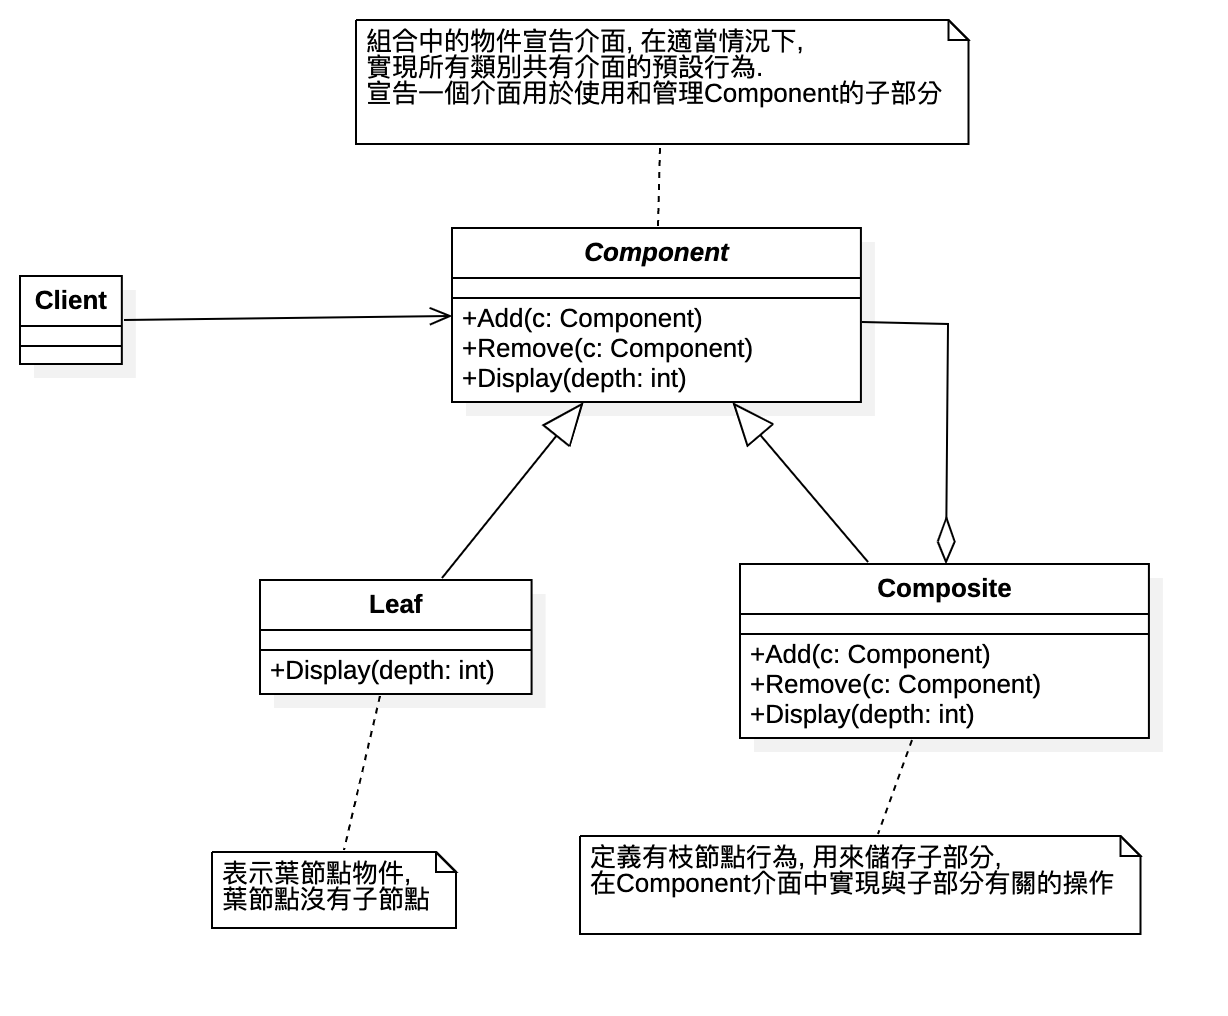 組合中的物件宣告介面, 在適當情況下,
實現所有類別共有介面的預設行為.
宣告一個介面用於使用和管理Component的子部分
Component
Client
+Add(c: Component)
+Remove(c: Component)
+Display(depth: int)
Leaf
+Display(depth: int)
Composite
+Add(c: Component)
+Remove(c: Component)
+Display(depth: int)
表示葉節點物件,
葉節點沒有子節點
定義有枝節點行為, 用來儲存子部分,
在Component介面中實現與子部分有關的操作